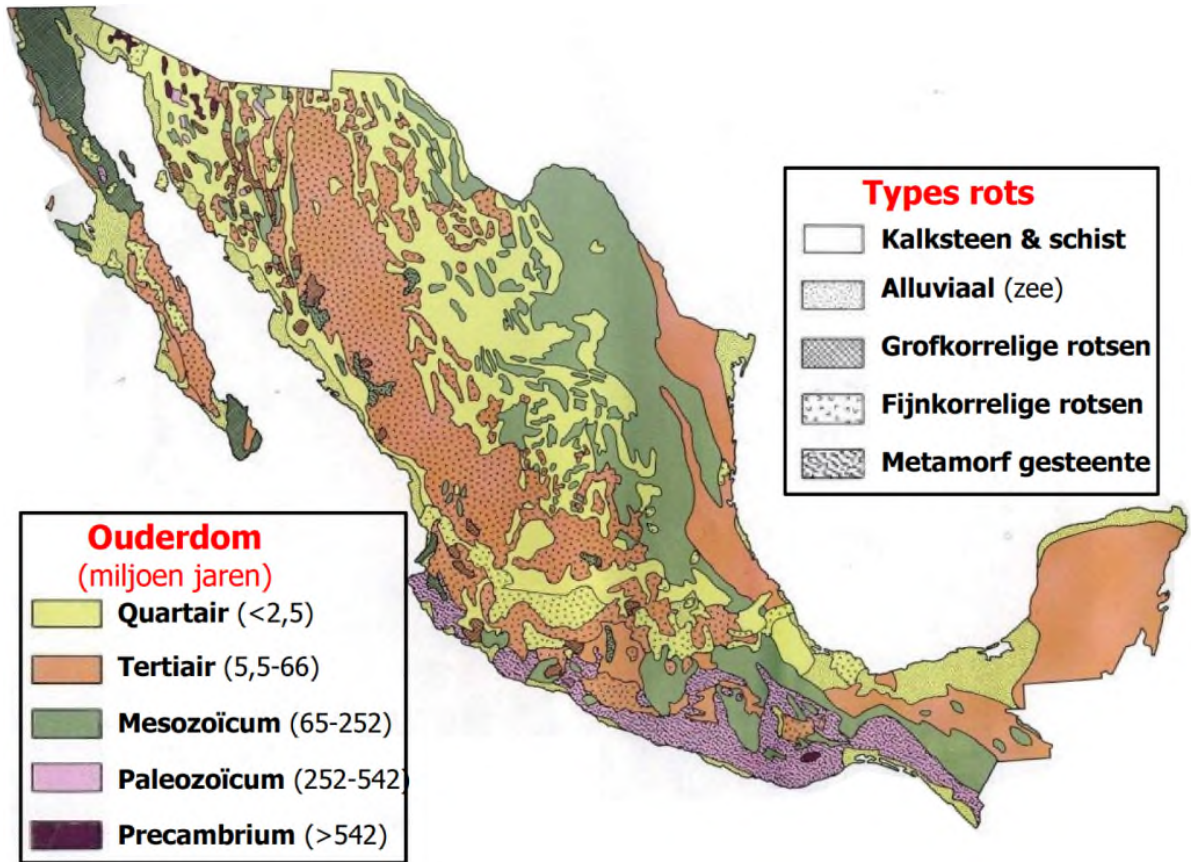 Types rots
Kalksteen & schist
Alluviaal (zee)
Grofkorrelige rotsen
Fijnkorrelige rotsen
Metamorf gesteente
Ouderdom
(miljoen jaren)
Quartair (<2,5)
Tertiair (5,5-66)
Mesozoïcum (65-252)
Paleozoïcum (252-542)
Precambrium (>542)